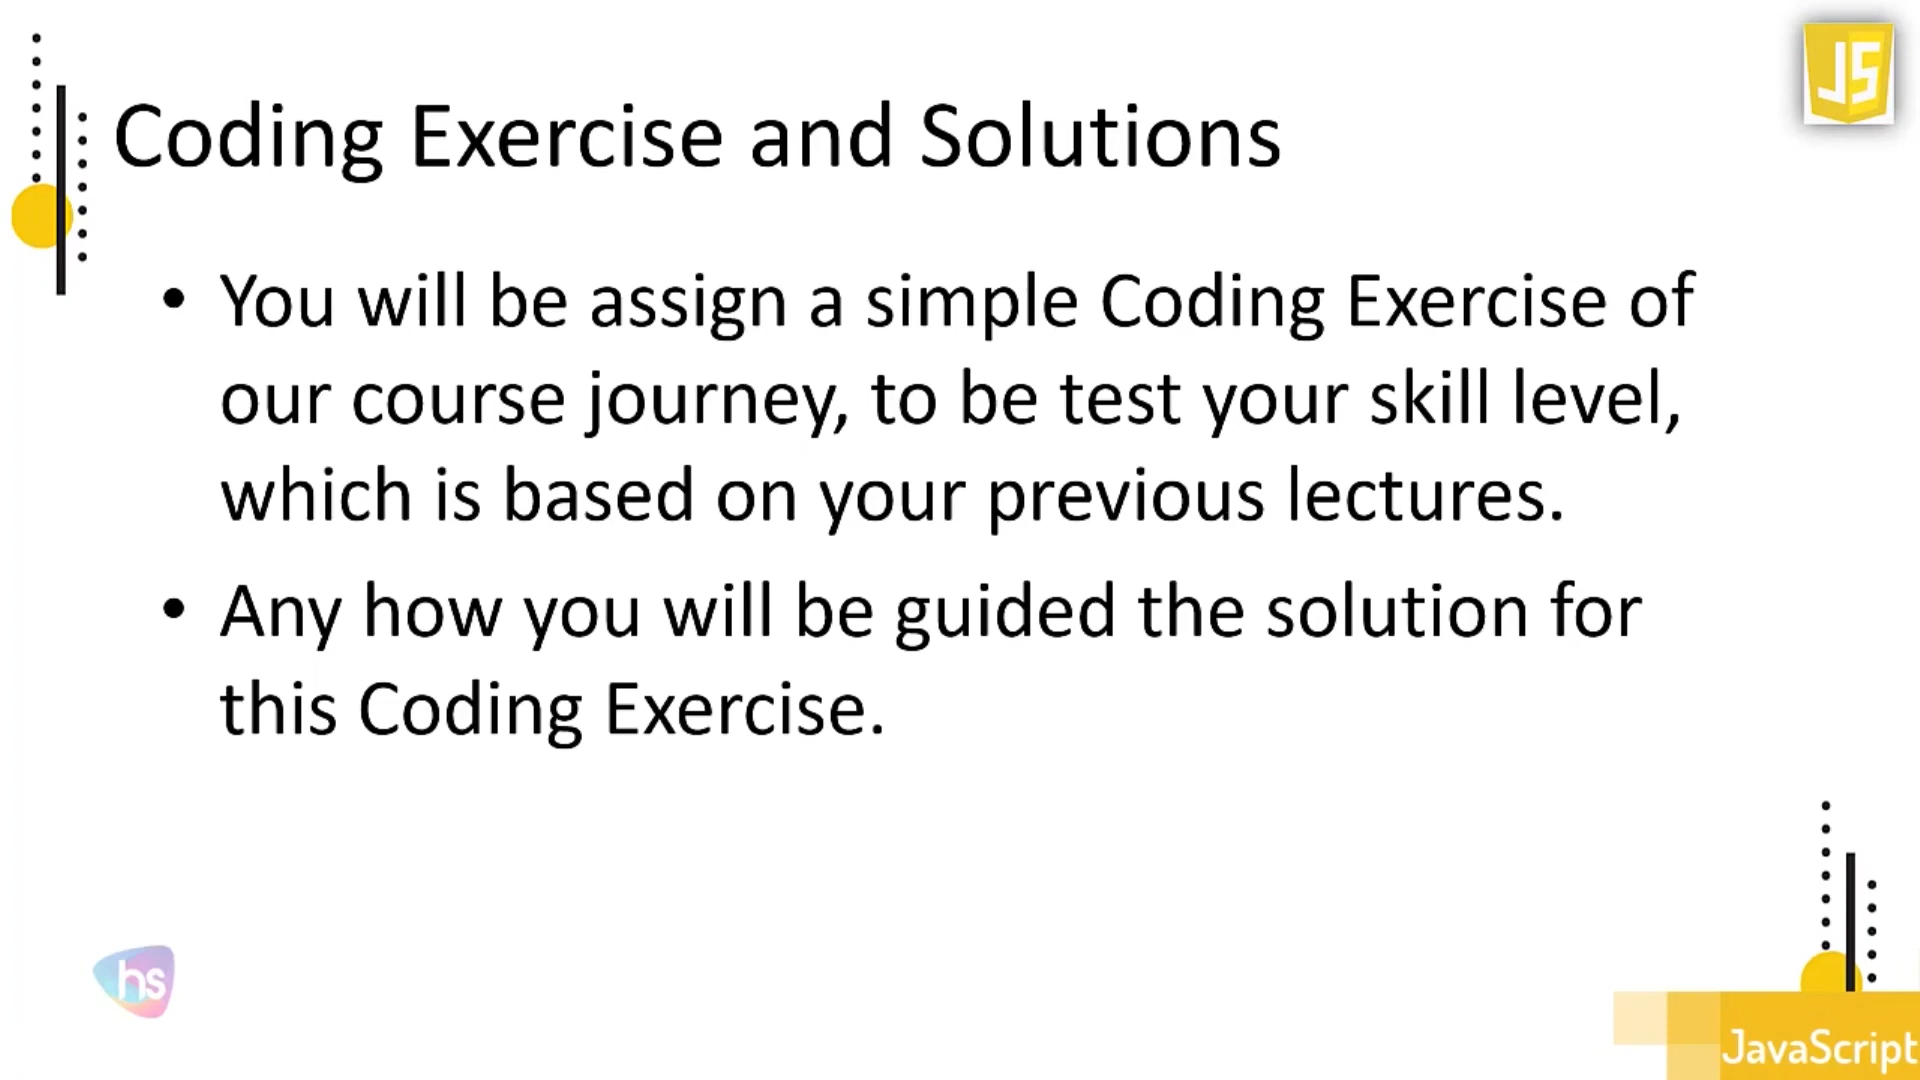 JS
Coding Exercise and Solutions
• You will be assign a simple Coding Exercise of
our course journey, to be test your skill level,
which is based on your previous lectures.
• Any how you will be guided the solution for
this Coding Exercise.
hs
JavaScript